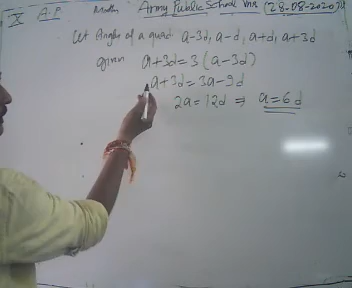 X A.P Maths Army Public School (28-08-2020)
Let Angles of a quad. a-3d, a-d, a+d, a+3d
given a+3d=3(a-3d)
a+3d=3a-9d
2a=12d ⇒ a=6d